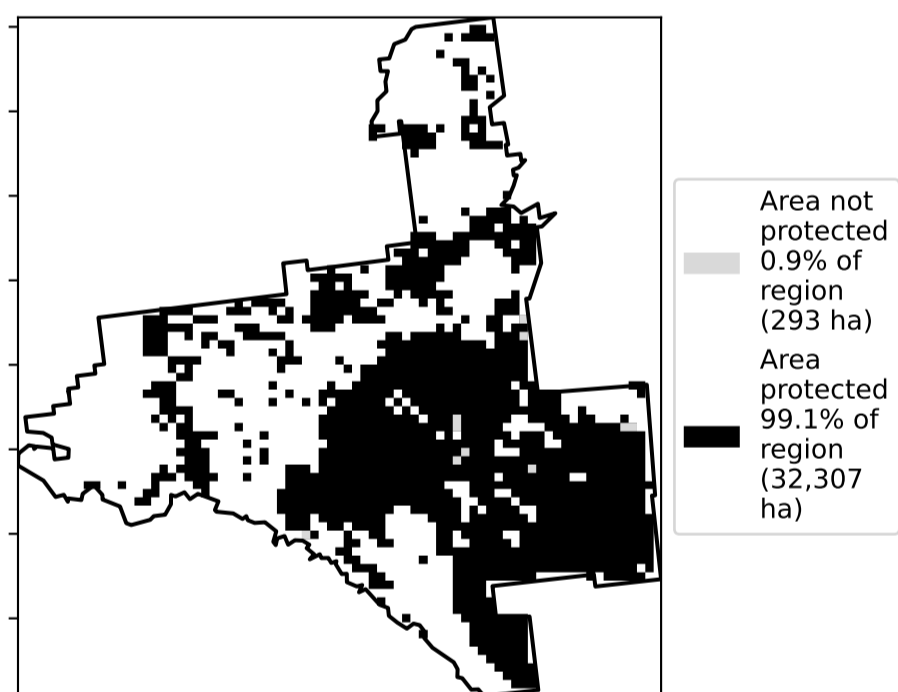 Area not
protected
0.9% of
region
(293 ha)
Area
protected
99.1% of
region
(32,307
ha)